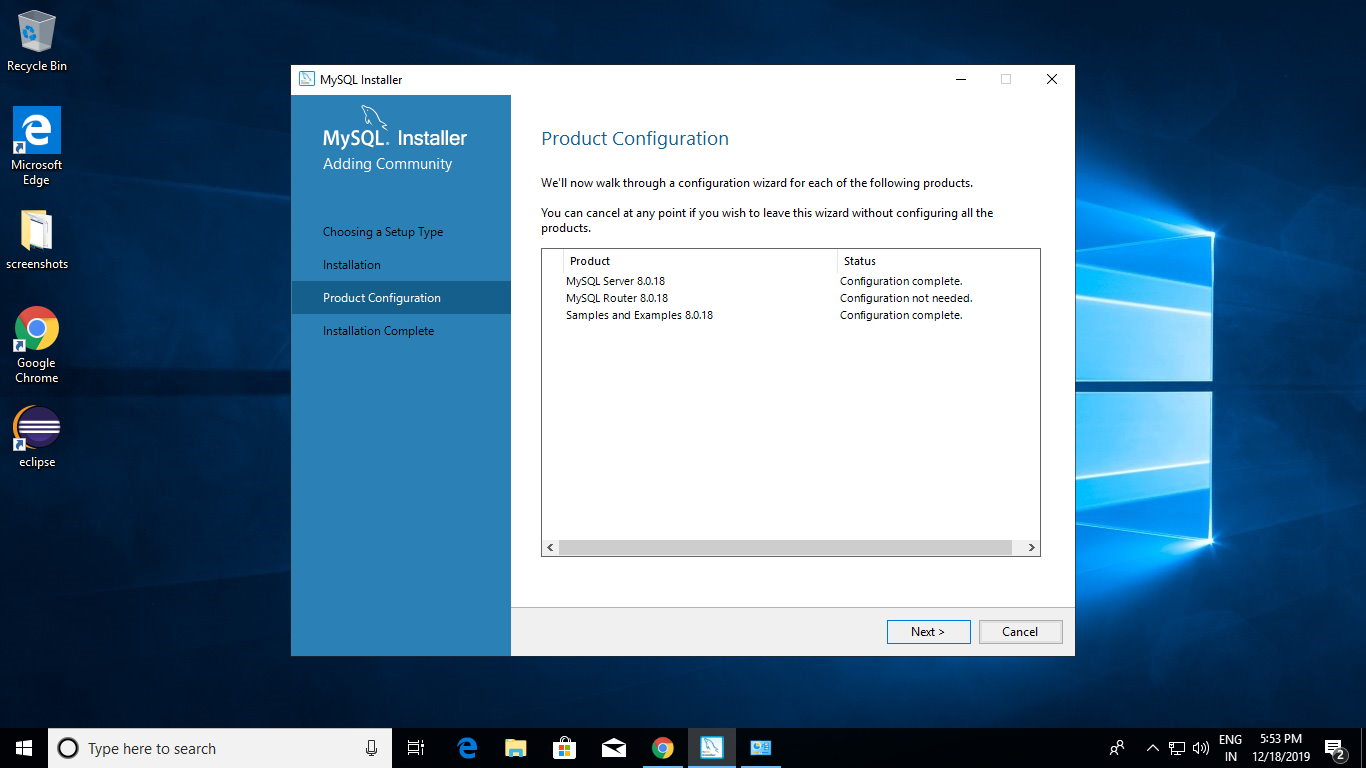 Recycle Bin
Microsoft
Edge
screenshots
Google
Chrome
eclipse
MySQL Installer
MySQL. Installer
Adding Community
Choosing a Setup Type
Installation
Product Configuration
Installation Complete
Product Configuration
We'll now walk through a configuration wizard for each of the following products.
You can cancel at any point if you wish to leave this wizard without configuring all the
products.
Product Status
MySQL Server 8.0.18 Configuration complete.
MySQL Router 8.0.18 Configuration not needed.
Samples and Examples 8.0.18 Configuration complete.
Next > Cancel
Type here to search
ENG
IN
5:53 PM
12/18/2019
2